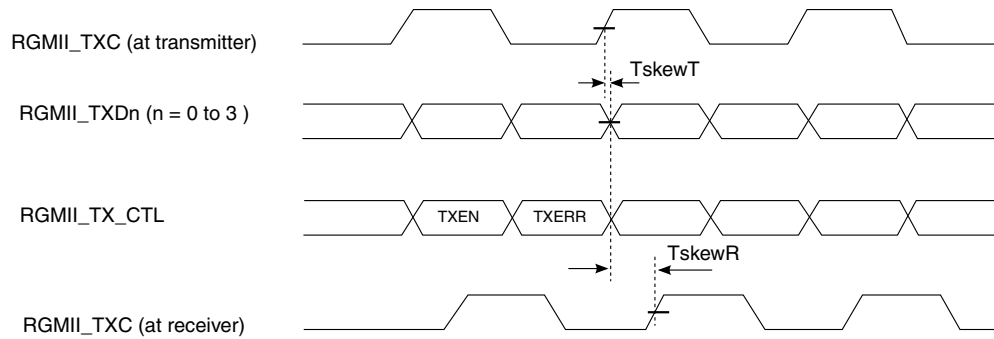 RGMII_TXC (at transmitter)
TskewT
RGMII_TXDn (n = 0 to 3 )
RGMII_TX_CTL
TXEN
TXERR
TskewR
RGMII_TXC (at receiver)